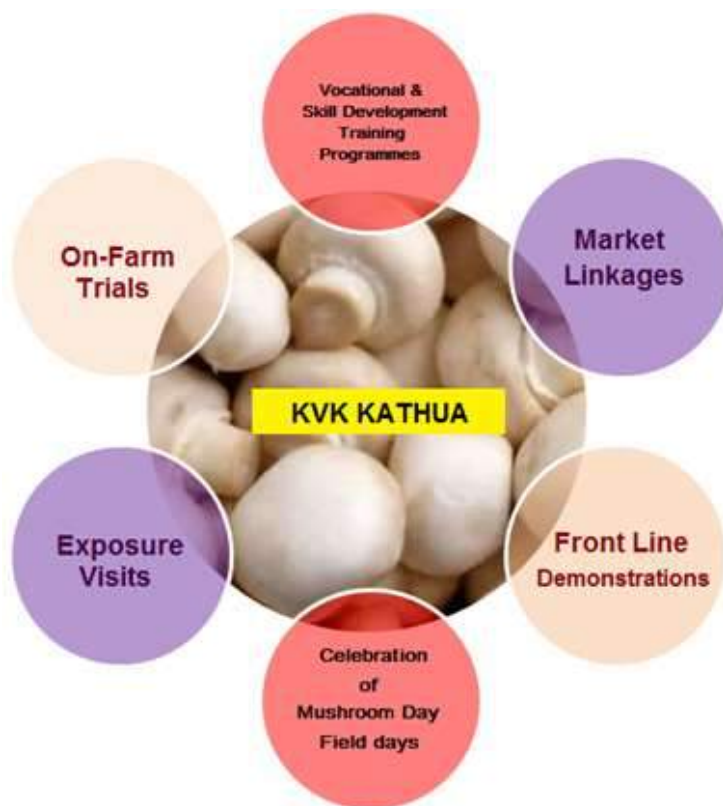 Vocational &
Skill Development
Training
Programmes
On-Farm
Trials
Market
Linkages
KVK KATHUA
Exposure
Visits
Front Line
Demonstrations
Celebration
of
Mushroom Day
Field days